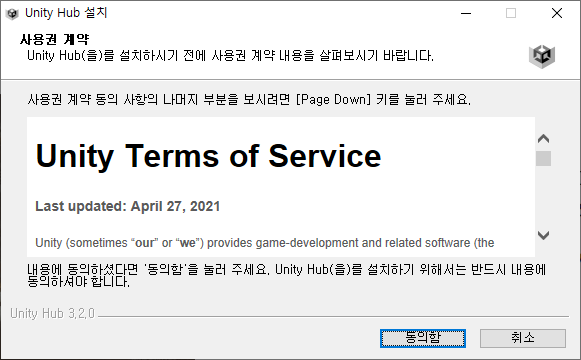 Unity Hub 설치
사용권 계약
Unity Hub(을)를 설치하시기 전에 사용권 계약 내용을 살펴보시기 바랍니다.
사용권 계약 동의 사항의 나머지 부분을 보시려면 [Page Down] 키를 눌러 주세요.
Unity Terms of Service
Last updated: April 27, 2021
Unity (sometimes “our” or “we”) provides game-development and related software (the
내용에 동의하셨다면 '동의함'을 눌러 주세요. Unity Hub(을)를 설치하기 위해서는 반드시 내용에
동의하셔야 합니다.
Unity Hub 3.2.0
동의함
취소